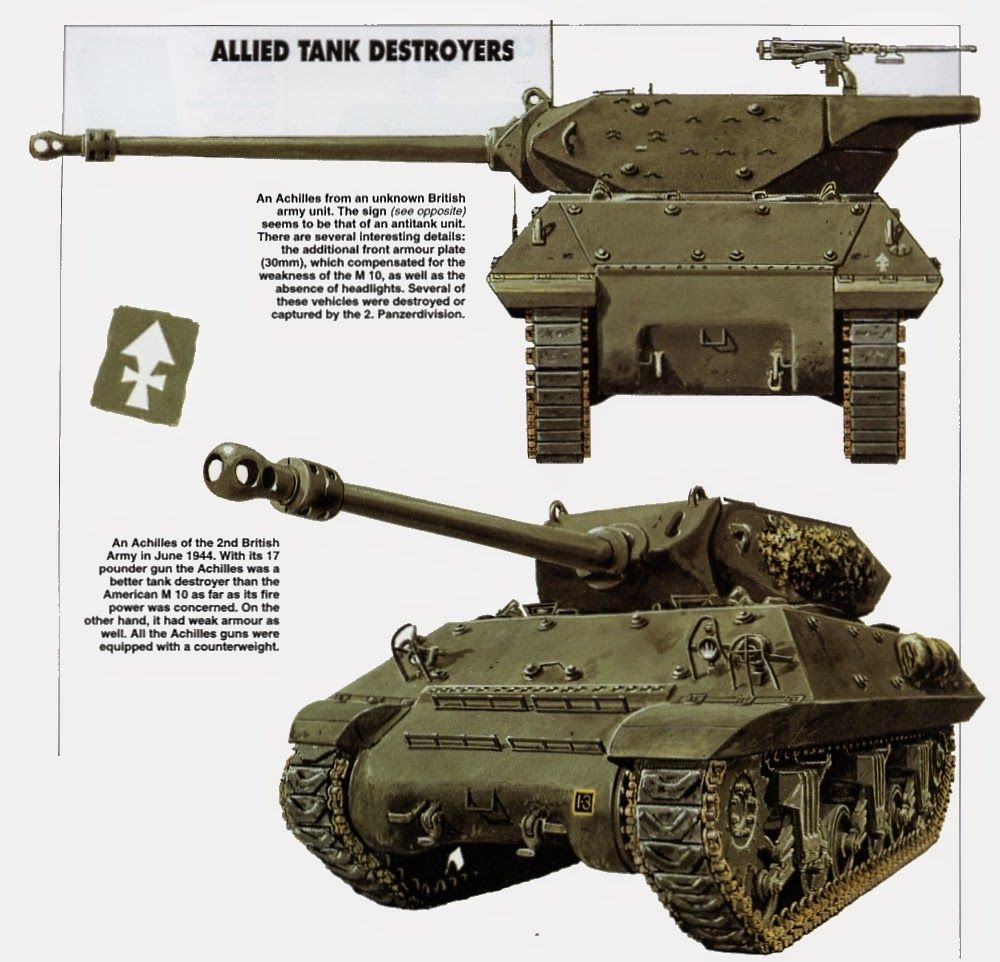 ALLIED TANK DESTROYERS
An Achilles from an unknown British
army unit. The sign (see opposite)
seems to be that of an antitank unit.
There are several interesting details:
the additional front armour plate
(30mm), which compensated for the
weakness of the M 10, as well as the
absence of headlights. Several of
these vehicles were destroyed or
captured by the 2. Panzerdivision.
An Achilles of the 2nd British
Army in June 1944. With its 17
pounder gun the Achilles was a
better tank destroyer than the
American M 10 as far as its fire
power was concerned. On the
other hand, it had weak armour as
well. All the Achilles guns were
equipped with a counterweight.